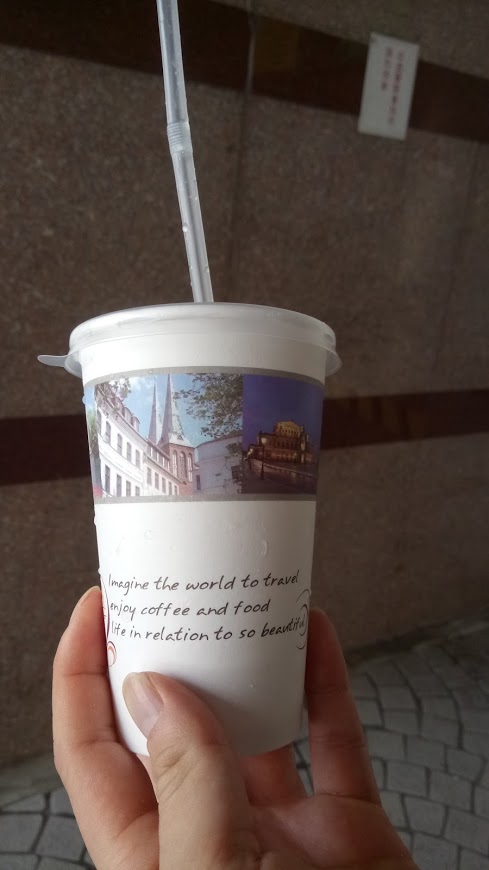 Imagine the world to travel
enjoy coffee and food
life in relation to so beautiful